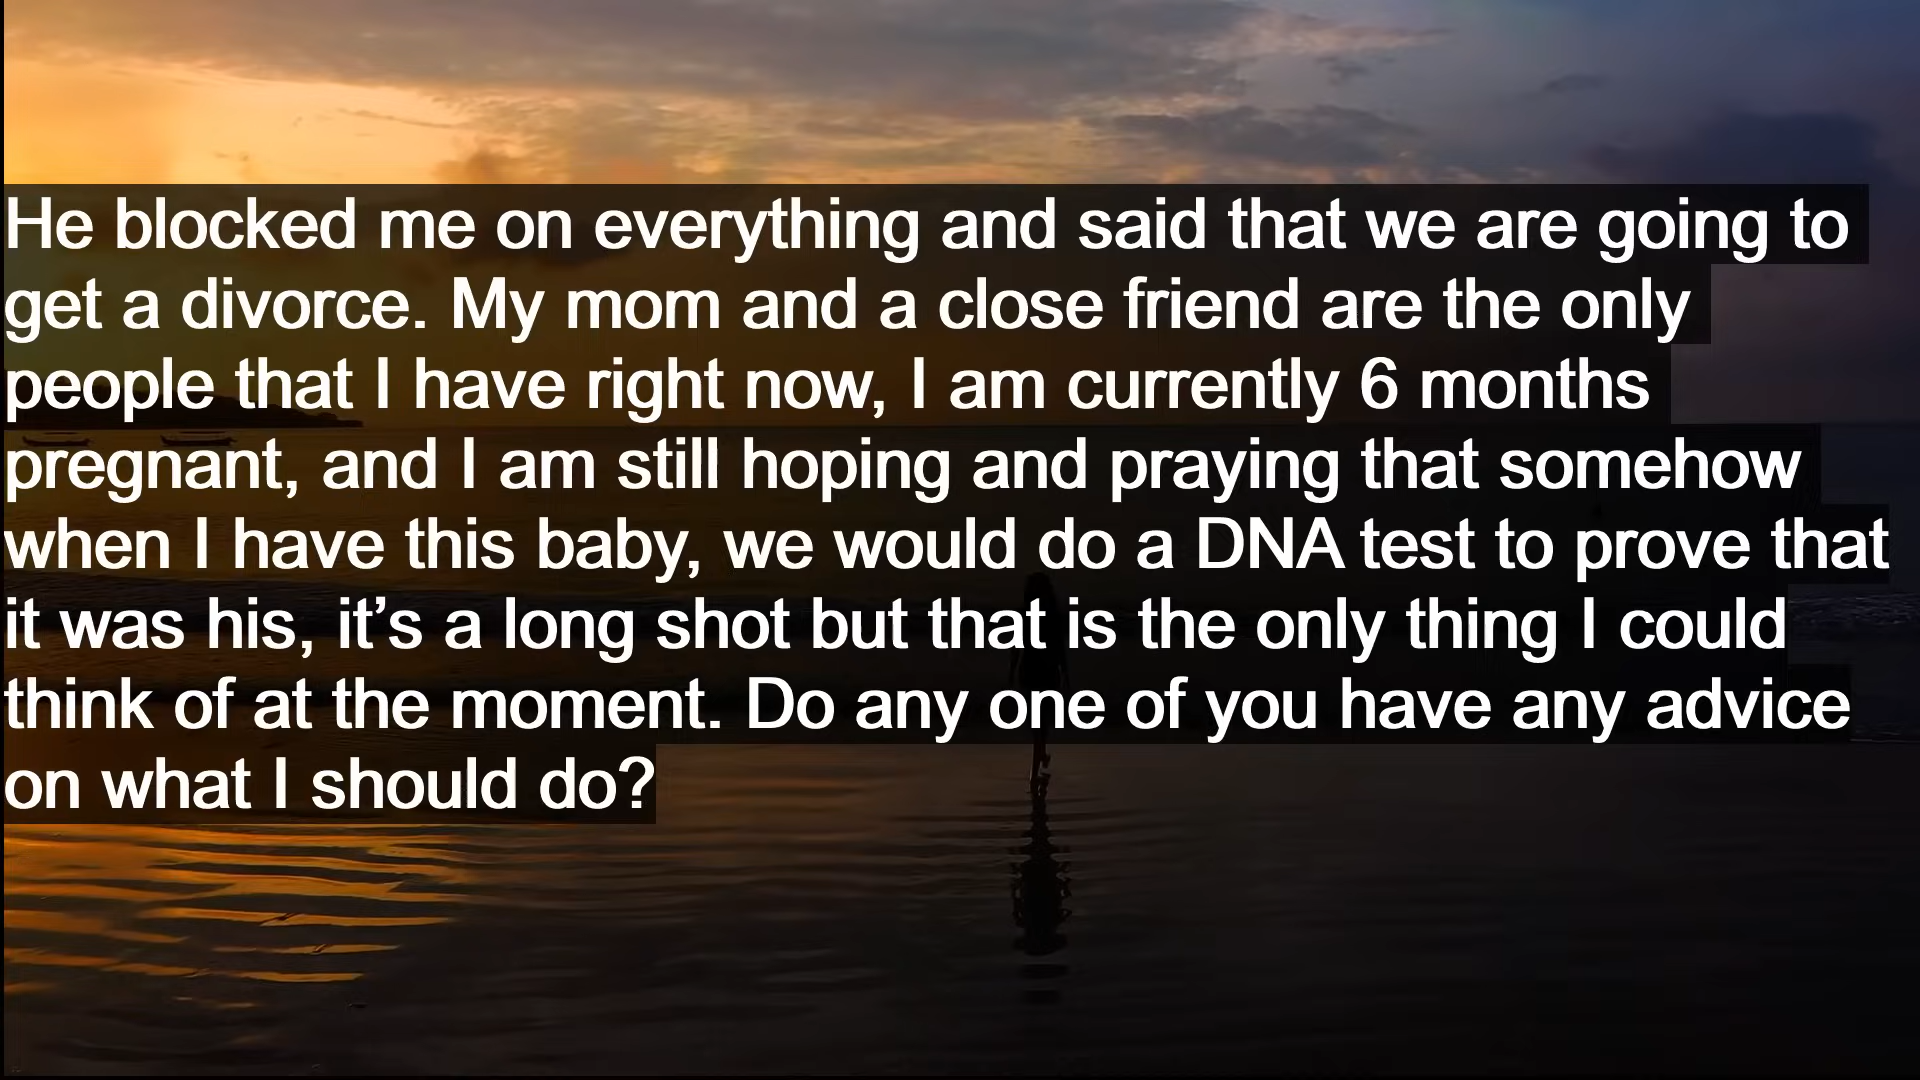 He blocked me on everything and said that we are going to
get a divorce. My mom and a close friend are the only
people that I have right now, I am currently 6 months
pregnant, and I am still hoping and praying that somehow
when I have this baby, we would do a DNA test to prove that
it was his, it’s a long shot but that is the only thing I could
think of at the moment. Do any one of you have any advice
on what I should do?